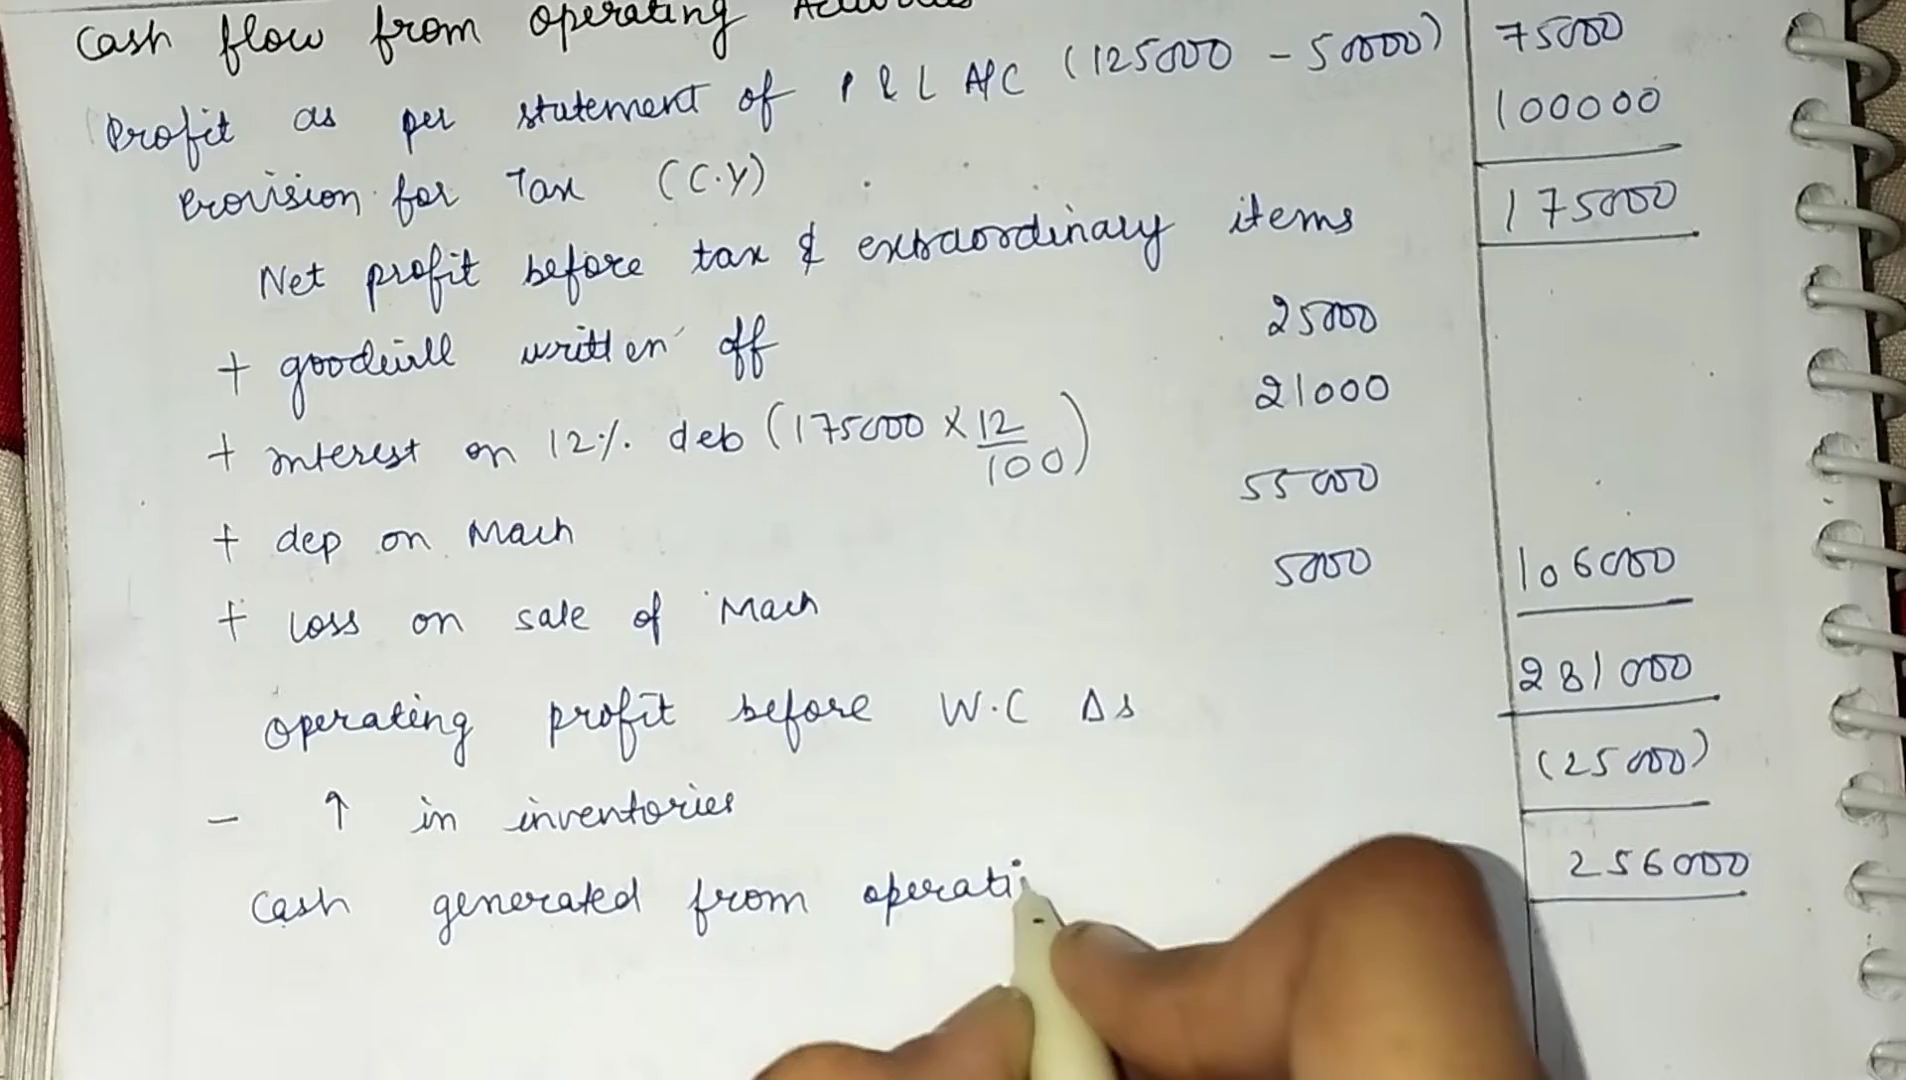 Cash flow from operating Activities 75000
Profit as per statement of P & L A/C (125000 - 50000) 100000
Provision for Tax (C.Y) 175000
Net profit before tax & extraordinary items
+ goodwill written off 25000
+ interest on 12% deb (175000 × 12/100) 21000
+ dep on Mach 55000
+ loss on sale of Mach 5000 106000
operating profit before W.C Δs 281000
- ↑ in inventories (25000)
Cash generated from operati 256000